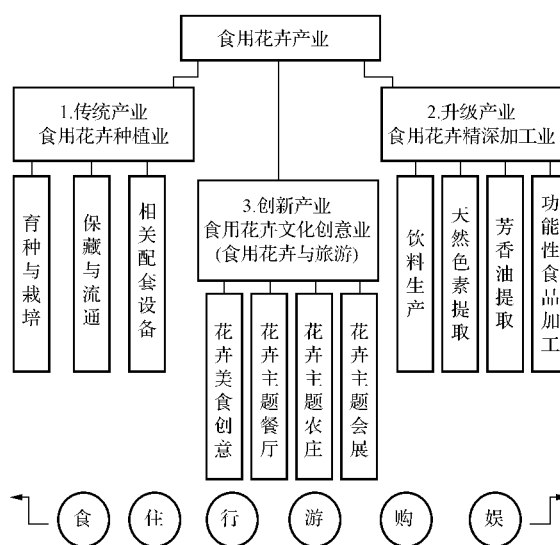 食用花卉产业
1.传统产业
食用花卉种植业
2.升级产业
食用花卉精深加工业
育种与栽培
保藏与流通
相关配套设备
3.创新产业
食用花卉文化创意业
(食用花卉与旅游)
饮料生产
天然色素提取
芳香油提取
功能性食品加工
花卉美食创意
花卉主题餐厅
花卉主题农庄
花卉主题会展
食
住
行
游
购
娱